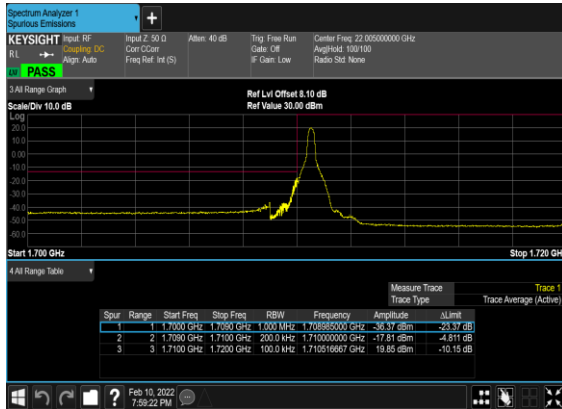 Spectrum Analyzer 1
Spurious Emissions
+
KEYSIGHT Input: RF Input Z: 50 Ω Atten: 40 dB Trig: Free Run Center Freq: 22.005000000 GHz
RL Coupling: DC Corr CCorr Gate: Off Avg|Hold: 100/100
Align: Auto Freq Ref: Int (S) IF Gain: Low Radio Std: None
LV PASS
3 All Range Graph Ref Lvl Offset 8.10 dB
Scale/Div 10.0 dB Ref Value 30.00 dBm
Log
20.0
10.0
0.00
-10.0
-20.0
-30.0
-40.0
-50.0
-60.0
Start 1.700 GHz Stop 1.720 GH
4 All Range Table
Measure Trace Trace 1
Trace Type Trace Average (Active)
Spur Range Start Freq Stop Freq RBW Frequency Amplitude ΔLimit
1 1 1.7000 GHz 1.7090 GHz 1.000 MHz 1.708985000 GHz -36.37 dBm -23.37 dB
2 2 1.7090 GHz 1.7100 GHz 200.0 kHz 1.710000000 GHz -17.81 dBm -4.811 dB
3 3 1.7100 GHz 1.7200 GHz 100.0 kHz 1.710516667 GHz 19.85 dBm -10.15 dB
? Feb 10, 2022
7:59:22 PM